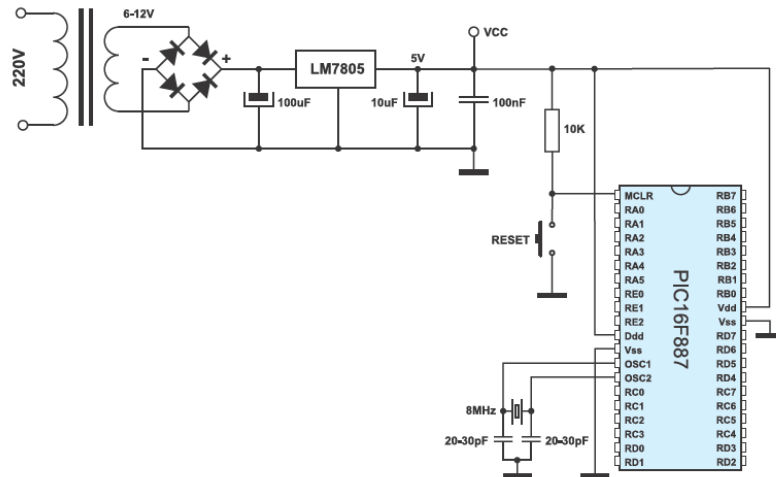 220V
6-12V
-
+
LM7805
5V
VCC
100uF
10uF
100nF
10K
RESET
8MHz
20-30pF
20-30pF
PIC16F887
MCLR
RA0
RA1
RA2
RA3
RA4
RA5
RE0
RE1
RE2
Ddd
Vss
OSC1
OSC2
RC0
RC1
RC2
RC3
RD0
RD1
RB7
RB6
RB5
RB4
RB3
RB2
RB1
RB0
Vdd
Vss
RD7
RD6
RD5
RD4
RC7
RC6
RC5
RC4
RD3
RD2